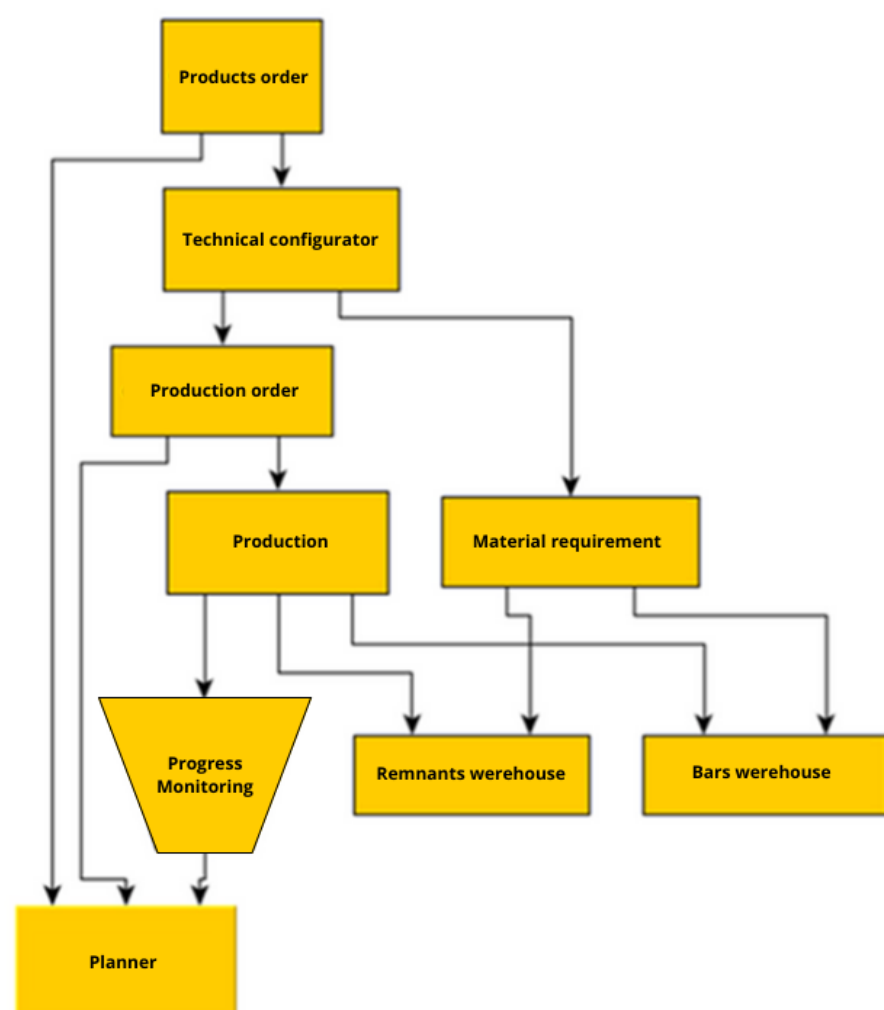 Products order
Technical configurator
Production order
Production
Material requirement
Progress
Monitoring
Remnants werehouse
Bars werehouse
Planner